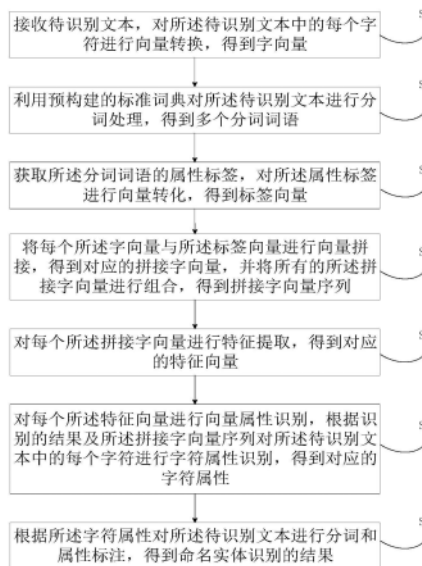 接收待识别文本，对所述待识别文本中的每个字
符进行向量转换，得到字向量
S
利用预构建的标准词典对所述待识别文本进行分
词处理，得到多个分词词语
S
获取所述分词词语的属性标签，对所述属性标签
进行向量转化，得到标签向量
S
将每个所述字向量与所述标签向量进行向量拼
接，得到对应的拼接字向量，并将所有的所述拼
接字向量进行组合，得到拼接字向量序列
S
对每个所述拼接字向量进行特征提取，得到对应
的特征向量
S
对每个所述特征向量进行向量属性识别，根据识
别的结果及所述拼接字向量序列对所述待识别文
本中的每个字符进行字符属性识别，得到对应的
字符属性
S
根据所述字符属性对所述待识别文本进行分词和
属性标注，得到命名实体识别的结果
S